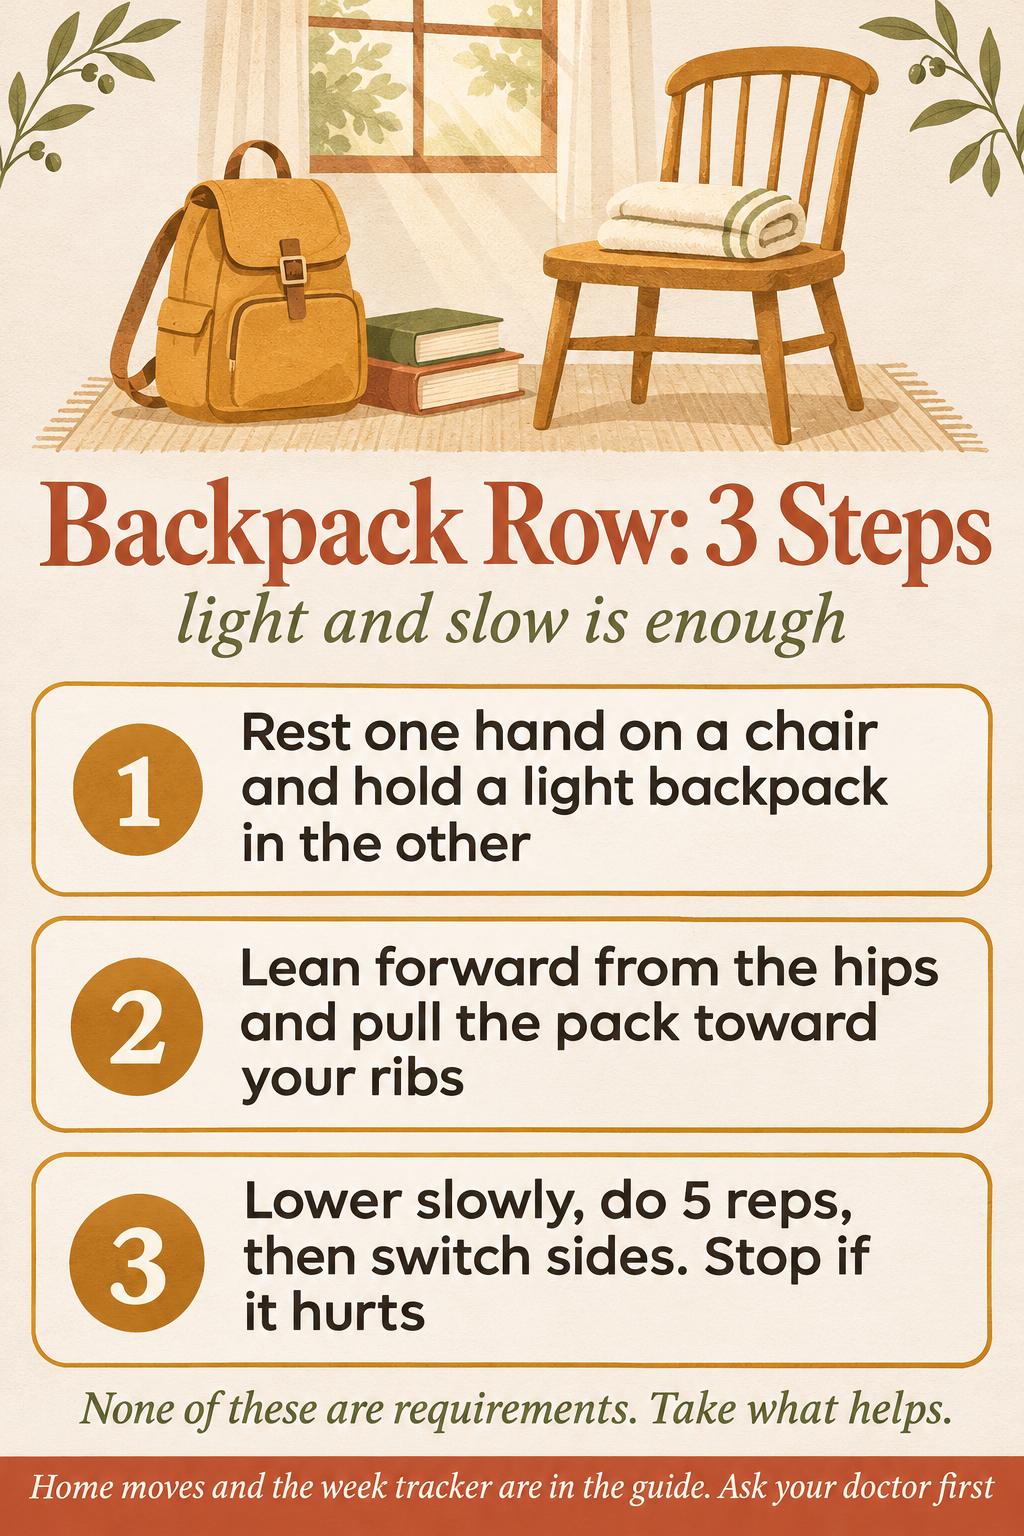 Backpack Row: 3 Steps
light and slow is enough
1
Rest one hand on a chair
and hold a light backpack
in the other
2
Lean forward from the hips
and pull the pack toward
your ribs
3
Lower slowly, do 5 reps,
then switch sides. Stop if
it hurts
None of these are requirements. Take what helps.
Home moves and the week tracker are in the guide. Ask your doctor first